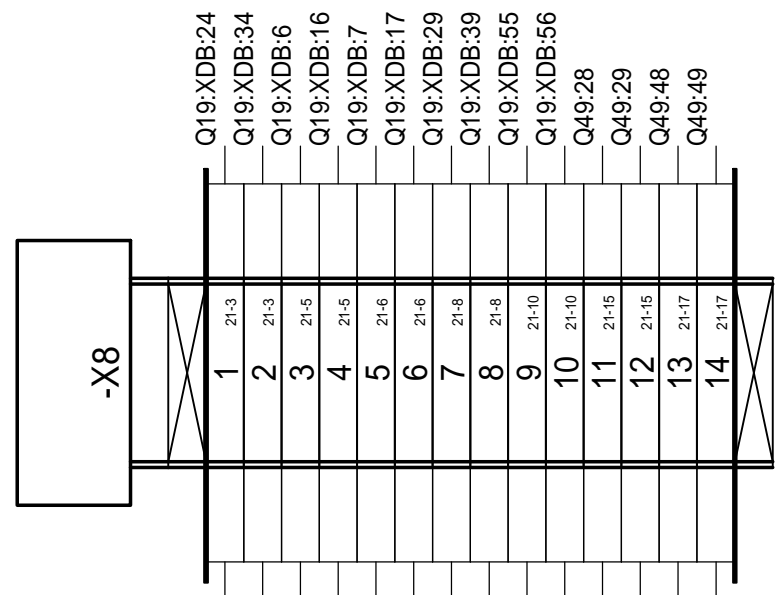 Q19:XDB:24
Q19:XDB:34
Q19:XDB:6
Q19:XDB:16
Q19:XDB:7
Q19:XDB:17
Q19:XDB:29
Q19:XDB:39
Q19:XDB:55
Q19:XDB:56
Q49:28
Q49:29
Q49:48
Q49:49
-X8
1 21-3
2 21-3
3 21-5
4 21-5
5 21-6
6 21-6
7 21-8
8 21-8
9 21-10
10 21-10
11 21-15
12 21-15
13 21-17
14 21-17